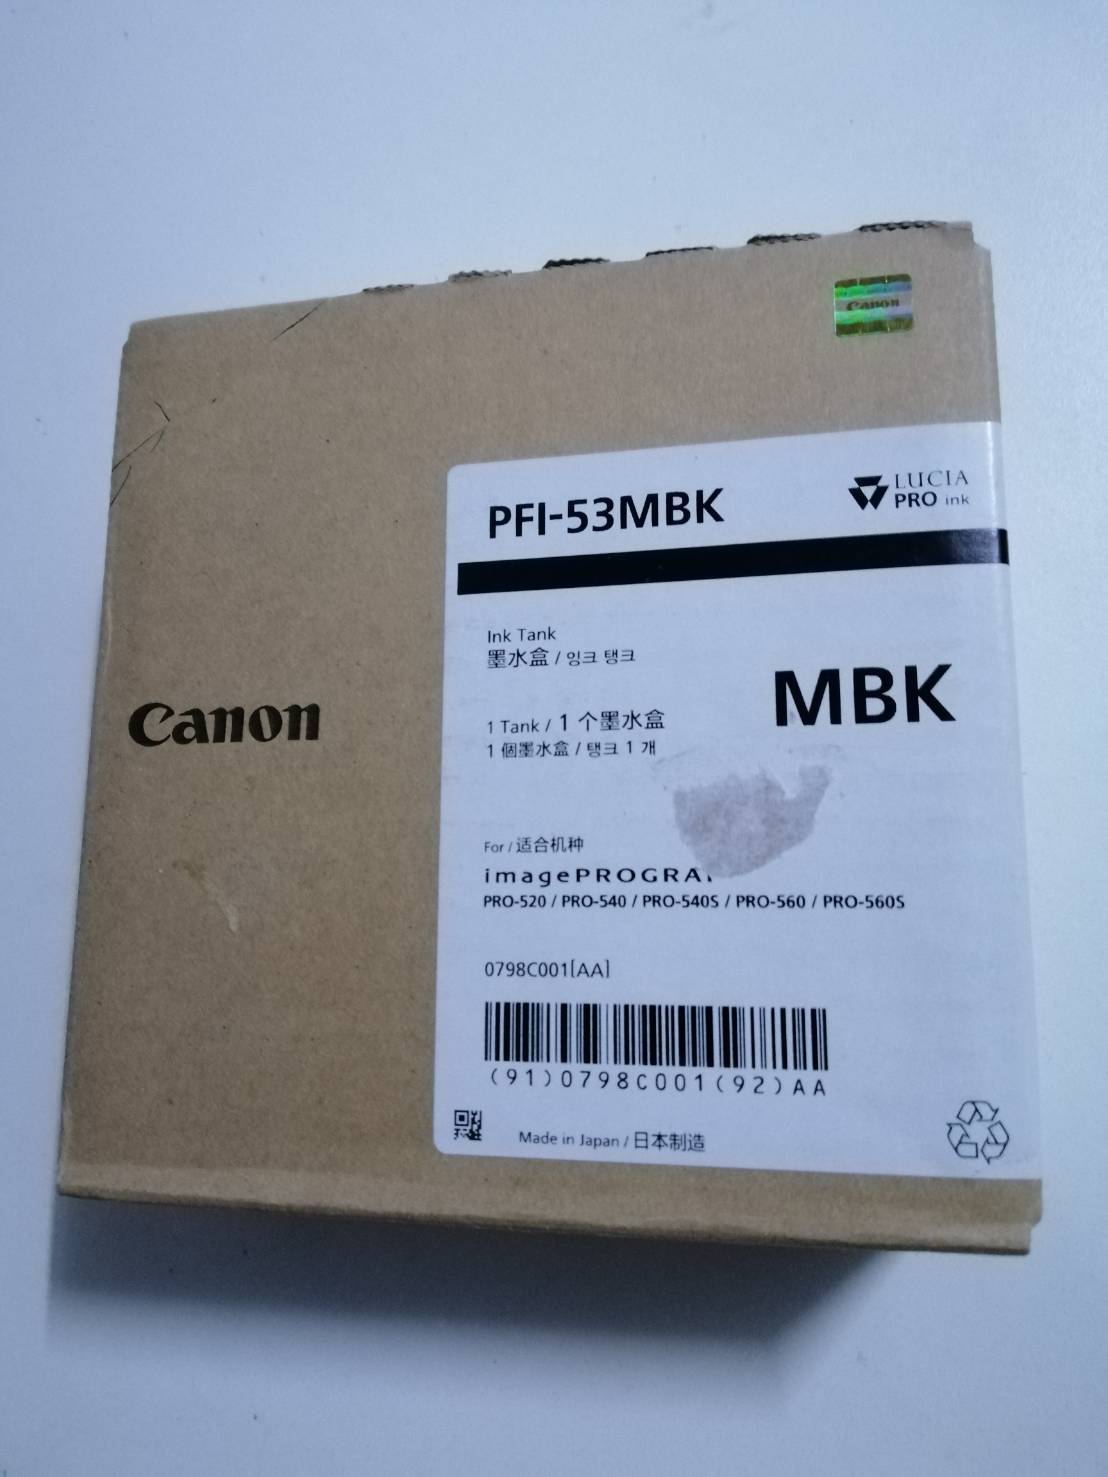 Canon
PFI-53MBK
LUCIA
PRO ink
Ink Tank
墨水盒 / 잉크 탱크
MBK
1 Tank / 1 个墨水盒
1 個墨水盒 / 탱크 1 개
Canon
For / 适合机种
imagePROGRA
PRO-520 / PRO-540 / PRO-540S / PRO-560 / PRO-560S
0798C001[AA]
(91)0798C001(92)AA
Made in Japan / 日本制造